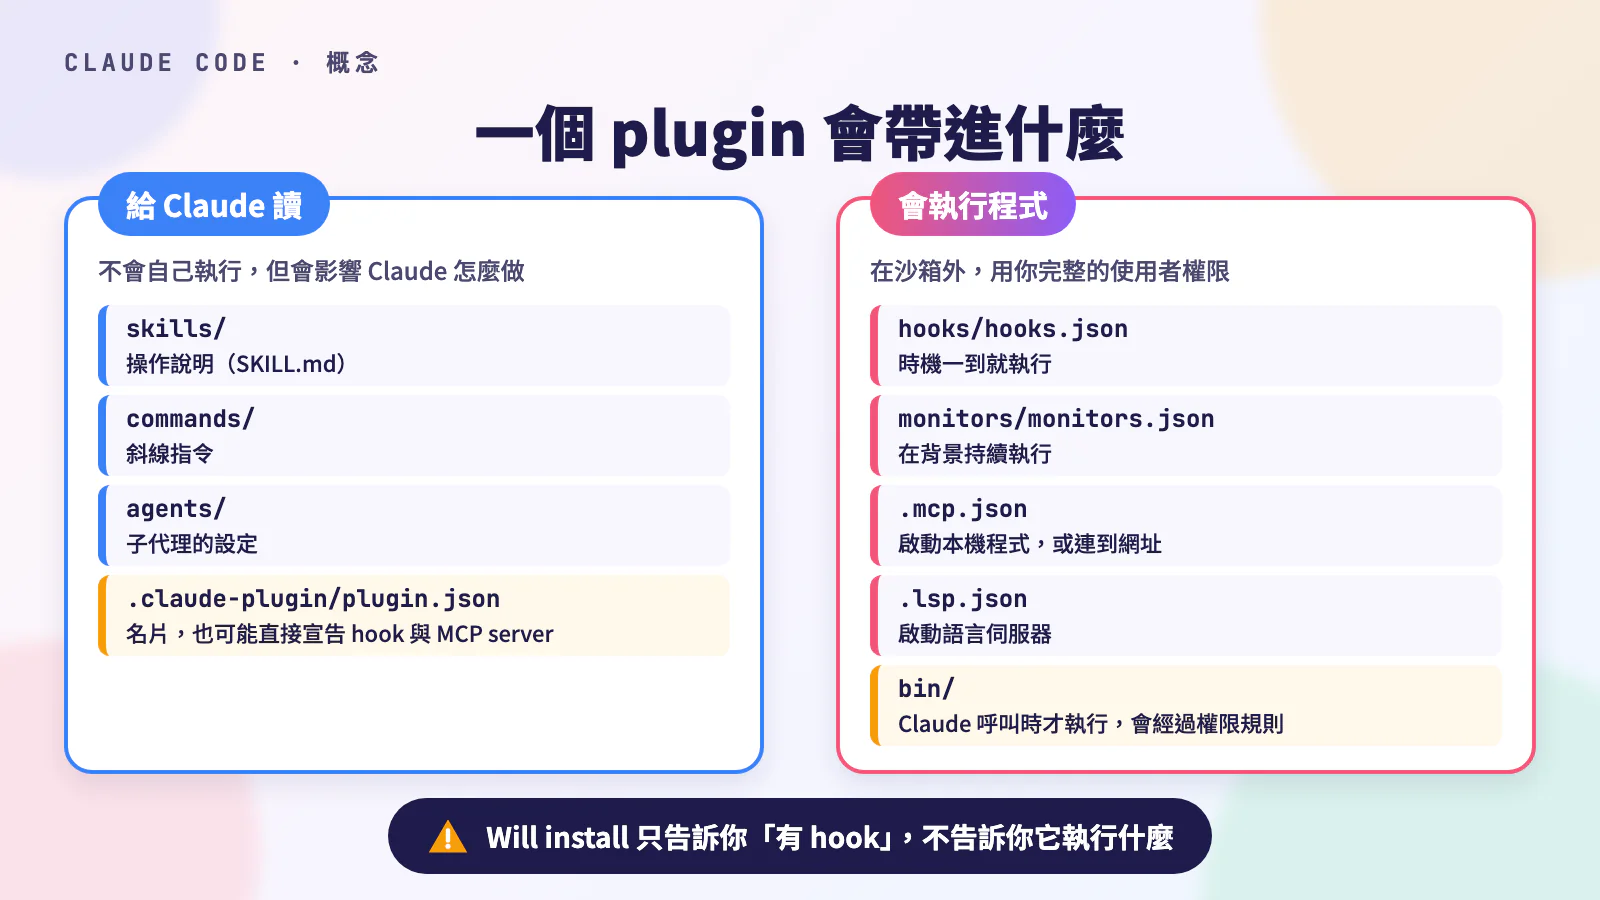 CLAUDE CODE · 概念
一個 plugin 會帶進什麼
給 Claude 讀
不會自己執行，但會影響 Claude 怎麼做
skills/
操作說明（SKILL.md）
commands/
斜線指令
agents/
子代理的設定
.claude-plugin/plugin.json
名片，也可能直接宣告 hook 與 MCP server
會執行程式
在沙箱外，用你完整的使用者權限
hooks/hooks.json
時機一到就執行
monitors/monitors.json
在背景持續執行
.mcp.json
啟動本機程式，或連到網址
.lsp.json
啟動語言伺服器
bin/
Claude 呼叫時才執行，會經過權限規則
Will install 只告訴你「有 hook」，不告訴你它執行什麼